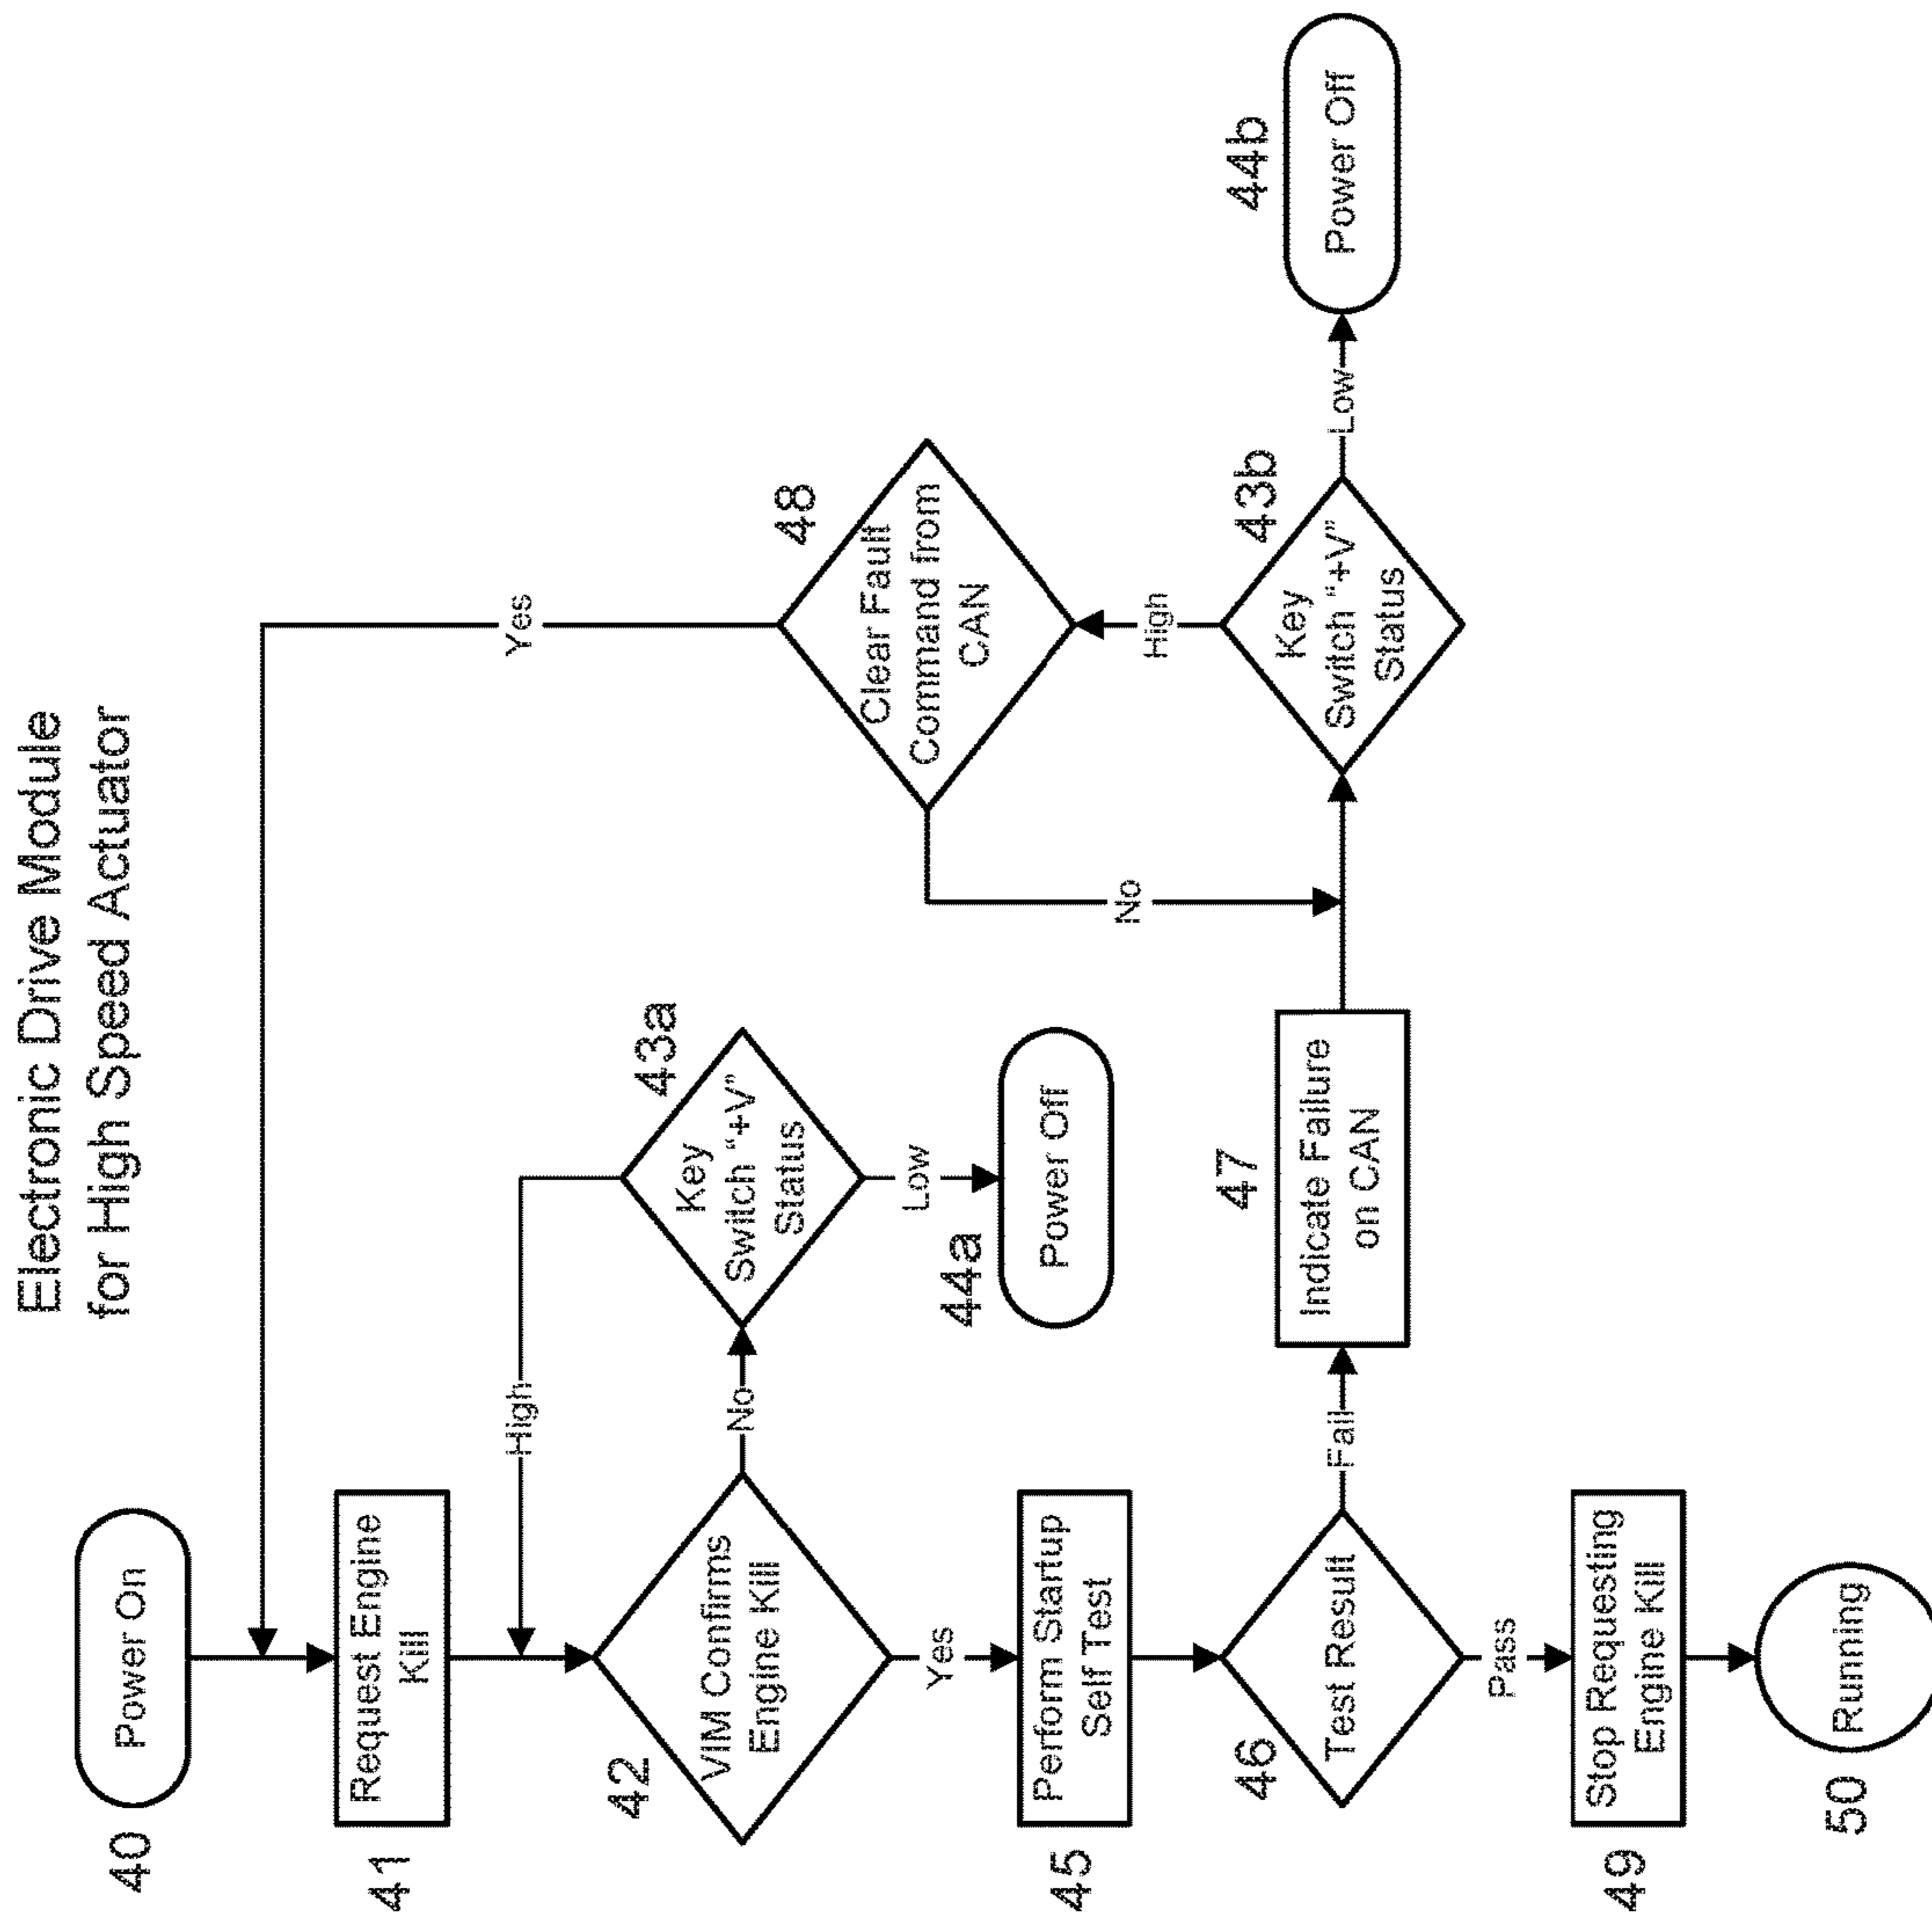 Electronic Drive Module
for High Speed Actuator
40
Power On
41
Request Engine
Kill
High
Yes
42
VIM Confirms
Engine Kill
No
43a
Key
Switch "+V"
Status
Low
44a
Power Off
Yes
45
Perform Startup
Self Test
46
Test Result
Fail
47
Indicate Failure
on CAN
No
48
Clear Fault
Command from
CAN
High
43b
Key
Switch "+V"
Status
Low
44b
Power Off
Pass
49
Stop Requesting
Engine Kill
50
Running